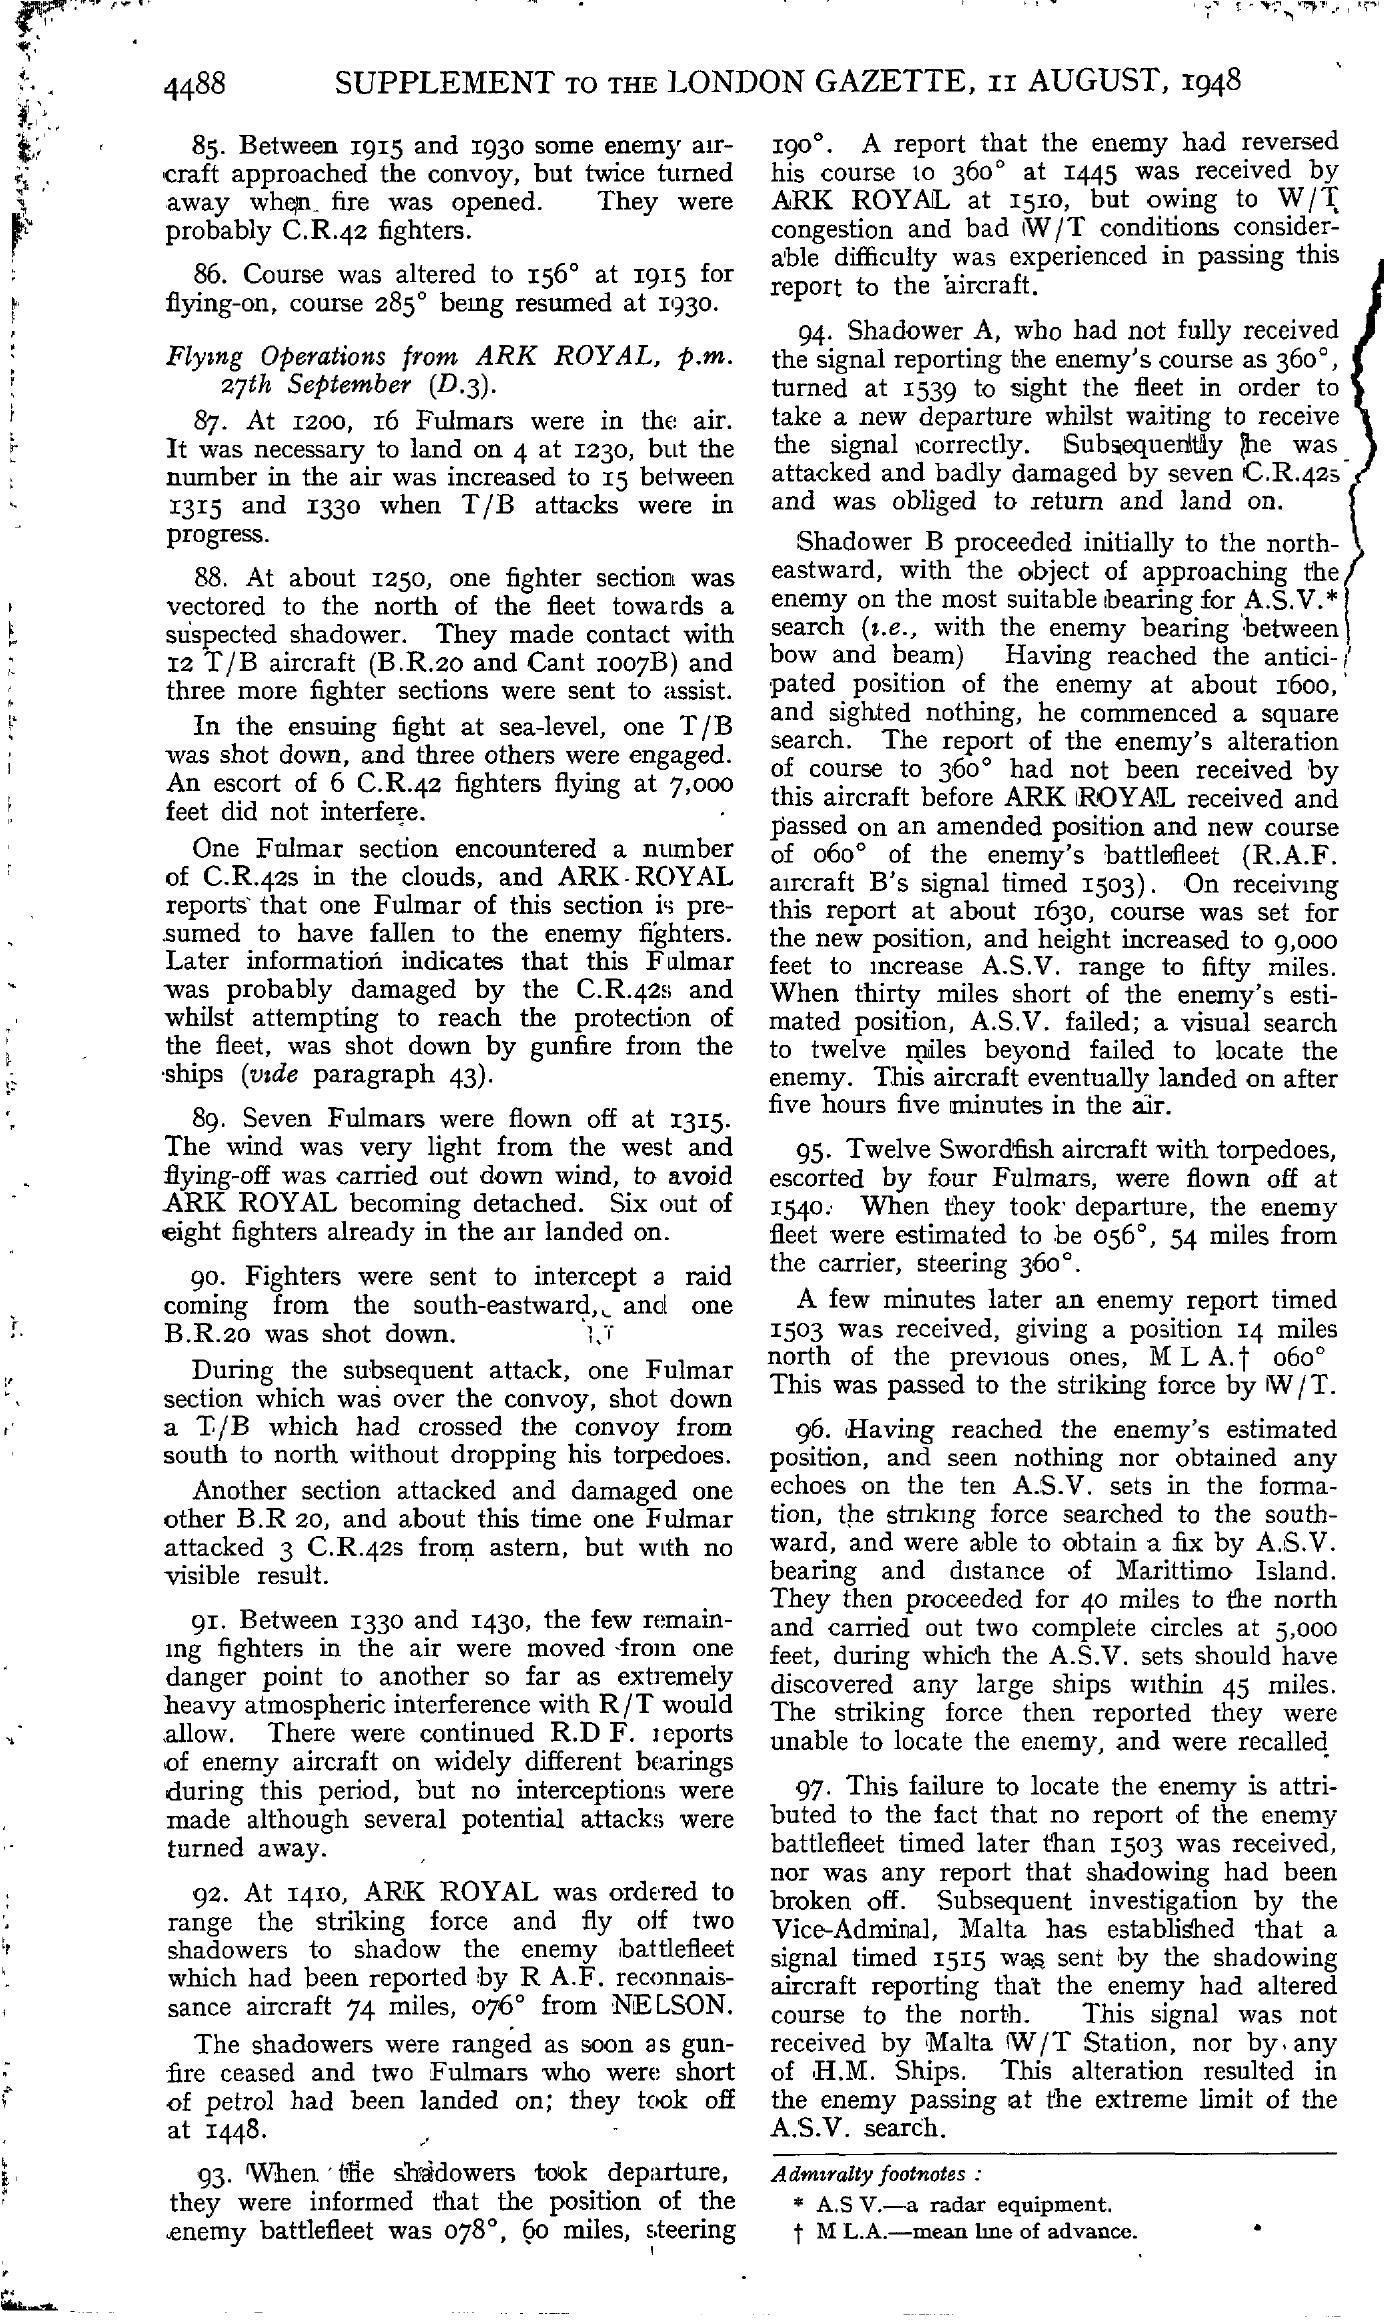 4488 SUPPLEMENT TO THE LONDON GAZETTE, 11 AUGUST, 1948
85. Between 1915 and 1930 some enemy air-
craft approached the convoy, but twice turned
away when fire was opened. They were
probably C.R.42 fighters.
86. Course was altered to 156° at 1915 for
flying-on, course 285° being resumed at 1930.
Flying Operations from ARK ROYAL, p.m.
27th September (D.3).
87. At 1200, 16 Fulmars were in the air.
It was necessary to land on 4 at 1230, but the
number in the air was increased to 15 between
1315 and 1330 when T/B attacks were in
progress.
88. At about 1250, one fighter section was
vectored to the north of the fleet towards a
suspected shadower. They made contact with
12 T/B aircraft (B.R.20 and Cant 1007B) and
three more fighter sections were sent to assist.
In the ensuing fight at sea-level, one T/B
was shot down, and three others were engaged.
An escort of 6 C.R.42 fighters flying at 7,000
feet did not interfere.
One Fulmar section encountered a number
of C.R.42s in the clouds, and ARK ROYAL
reports that one Fulmar of this section is pre-
sumed to have fallen to the enemy fighters.
Later information indicates that this Fulmar
was probably damaged by the C.R.42s and
whilst attempting to reach the protection of
the fleet, was shot down by gunfire from the
ships (vide paragraph 43).
89. Seven Fulmars were flown off at 1315.
The wind was very light from the west and
flying-off was carried out down wind, to avoid
ARK ROYAL becoming detached. Six out of
eight fighters already in the air landed on.
90. Fighters were sent to intercept a raid
coming from the south-eastward, and one
B.R.20 was shot down.
During the subsequent attack, one Fulmar
section which was over the convoy, shot down
a T/B which had crossed the convoy from
south to north without dropping his torpedoes.
Another section attacked and damaged one
other B.R 20, and about this time one Fulmar
attacked 3 C.R.42s from astern, but with no
visible result.
91. Between 1330 and 1430, the few remain-
ing fighters in the air were moved from one
danger point to another so far as extremely
heavy atmospheric interference with R/T would
allow. There were continued R.D F. reports
of enemy aircraft on widely different bearings
during this period, but no interceptions were
made although several potential attacks were
turned away.
92. At 1410, ARK ROYAL was ordered to
range the striking force and fly off two
shadowers to shadow the enemy battlefleet
which had been reported by R A.F. reconnais-
sance aircraft 74 miles, 076° from NELSON.
The shadowers were ranged as soon as gun-
fire ceased and two Fulmars who were short
of petrol had been landed on; they took off
at 1448.
93. When the shadowers took departure,
they were informed that the position of the
enemy battlefleet was 078°, 60 miles, steering
190°. A report that the enemy had reversed
his course to 360° at 1445 was received by
ARK ROYAL at 1510, but owing to W/T
congestion and bad W/T conditions consider-
able difficulty was experienced in passing this
report to the aircraft.
94. Shadower A, who had not fully received
the signal reporting the enemy's course as 360°,
turned at 1539 to sight the fleet in order to
take a new departure whilst waiting to receive
the signal correctly. Subsequently he was
attacked and badly damaged by seven C.R.42s
and was obliged to return and land on.
Shadower B proceeded initially to the north-
eastward, with the object of approaching the
enemy on the most suitable bearing for A.S.V.*
search (i.e., with the enemy bearing between
bow and beam) Having reached the antici-
pated position of the enemy at about 1600,
and sighted nothing, he commenced a square
search. The report of the enemy's alteration
of course to 360° had not been received by
this aircraft before ARK ROYAL received and
passed on an amended position and new course
of 060° of the enemy's battlefleet (R.A.F.
aircraft B's signal timed 1503). On receiving
this report at about 1630, course was set for
the new position, and height increased to 9,000
feet to increase A.S.V. range to fifty miles.
When thirty miles short of the enemy's esti-
mated position, A.S.V. failed; a visual search
to twelve miles beyond failed to locate the
enemy. This aircraft eventually landed on after
five hours five minutes in the air.
95. Twelve Swordfish aircraft with torpedoes,
escorted by four Fulmars, were flown off at
1540. When they took departure, the enemy
fleet were estimated to be 056°, 54 miles from
the carrier, steering 360°.
A few minutes later an enemy report timed
1503 was received, giving a position 14 miles
north of the previous ones, M L A.† 060°
This was passed to the striking force by W/T.
96. Having reached the enemy's estimated
position, and seen nothing nor obtained any
echoes on the ten A.S.V. sets in the forma-
tion, the striking force searched to the south-
ward, and were able to obtain a fix by A.S.V.
bearing and distance of Marittimo Island.
They then proceeded for 40 miles to the north
and carried out two complete circles at 5,000
feet, during which the A.S.V. sets should have
discovered any large ships within 45 miles.
The striking force then reported they were
unable to locate the enemy, and were recalled.
97. This failure to locate the enemy is attri-
buted to the fact that no report of the enemy
battlefleet timed later than 1503 was received,
nor was any report that shadowing had been
broken off. Subsequent investigation by the
Vice-Admiral, Malta has established that a
signal timed 1515 was sent by the shadowing
aircraft reporting that the enemy had altered
course to the north. This signal was not
received by Malta W/T Station, nor by any
of H.M. Ships. This alteration resulted in
the enemy passing at the extreme limit of the
A.S.V. search.
Admiralty footnotes :
* A.S V.—a radar equipment.
† M L.A.—mean line of advance.